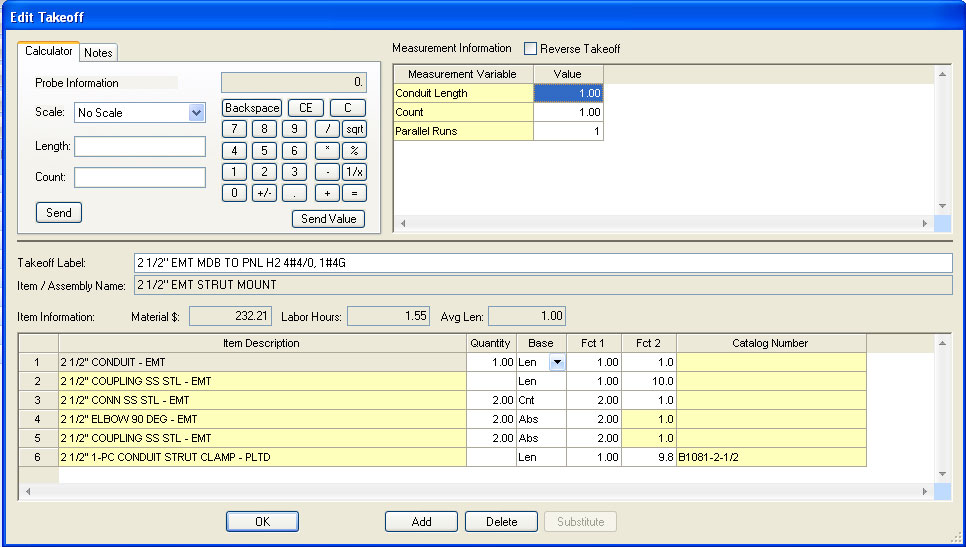 Edit Takeoff
Calculator Notes
Probe Information
Scale: No Scale
Length:
Count:
Send
0.
Backspace CE C
7 8 9 / sqrt
4 5 6 * %
1 2 3 - 1/x
0 +/- . + =
Send Value
Measurement Information Reverse Takeoff
Measurement Variable Value
Conduit Length 1.00
Count 1.00
Parallel Runs 1
Takeoff Label: 2 1/2" EMT MDB TO PNL H2 4#4/0, 1#4G
Item / Assembly Name: 2 1/2" EMT STRUT MOUNT
Item Information: Material $: 232.21 Labor Hours: 1.55 Avg Len: 1.00
Item Description Quantity Base Fct 1 Fct 2 Catalog Number
1 2 1/2" CONDUIT - EMT 1.00 Len 1.00 1.0
2 2 1/2" COUPLING SS STL - EMT Len 1.00 10.0
3 2 1/2" CONN SS STL - EMT 2.00 Cnt 2.00 1.0
4 2 1/2" ELBOW 90 DEG - EMT 2.00 Abs 2.00 1.0
5 2 1/2" COUPLING SS STL - EMT 2.00 Abs 2.00 1.0
6 2 1/2" 1-PC CONDUIT STRUT CLAMP - PLTD Len 1.00 9.8 B1081-2-1/2
OK Add Delete Substitute